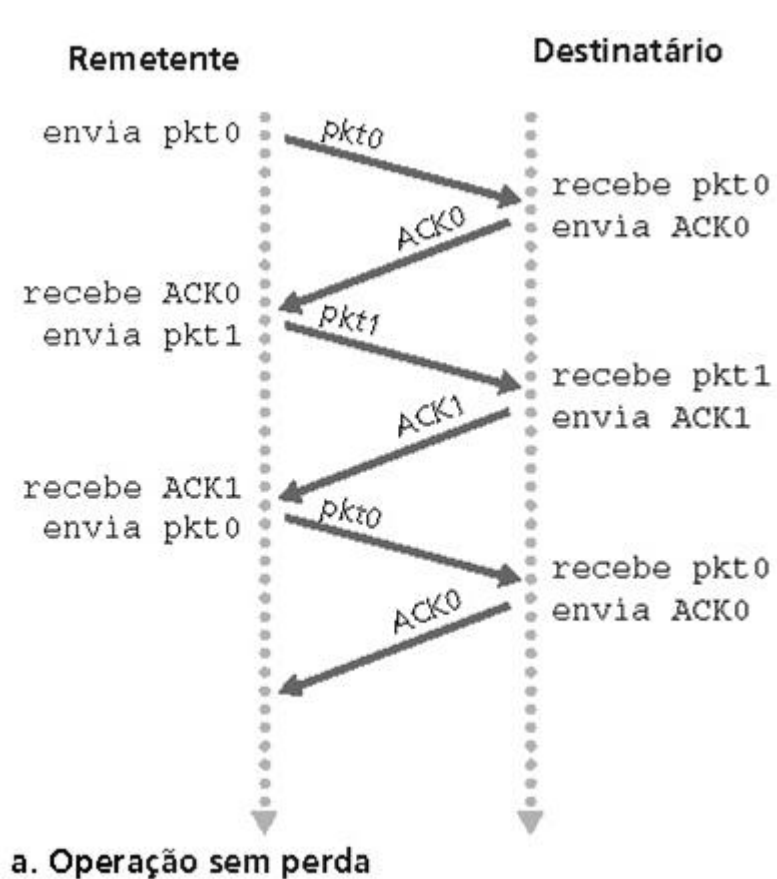 Remetente
Destinatário
envia pkt0
pkt0
recebe pkt0
envia ACK0
ACK0
recebe ACK0
envia pkt1
pkt1
recebe pkt1
envia ACK1
ACK1
recebe ACK1
envia pkt0
pkt0
recebe pkt0
envia ACK0
ACK0
a. Operação sem perda